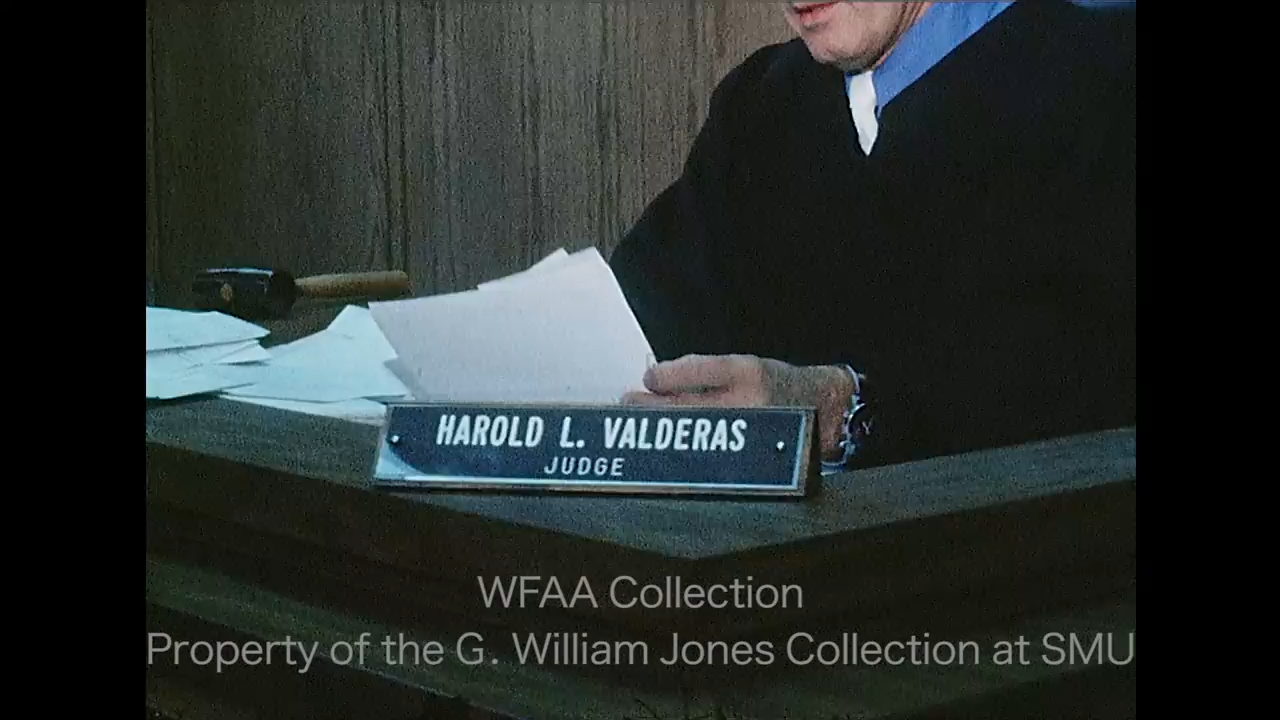 HAROLD L. VALDERAS
JUDGE
WFAA Collection
Property of the G. William Jones Collection at SMU